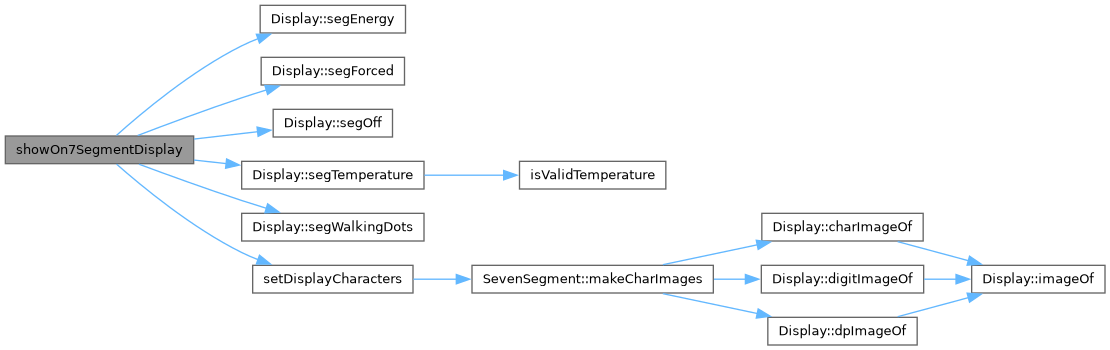 Display::segEnergy
Display::segForced
Display::segOff
showOn7SegmentDisplay
Display::segTemperature
isValidTemperature
Display::segWalkingDots
Display::charImageOf
setDisplayCharacters
SevenSegment::makeCharImages
Display::digitImageOf
Display::imageOf
Display::dpImageOf